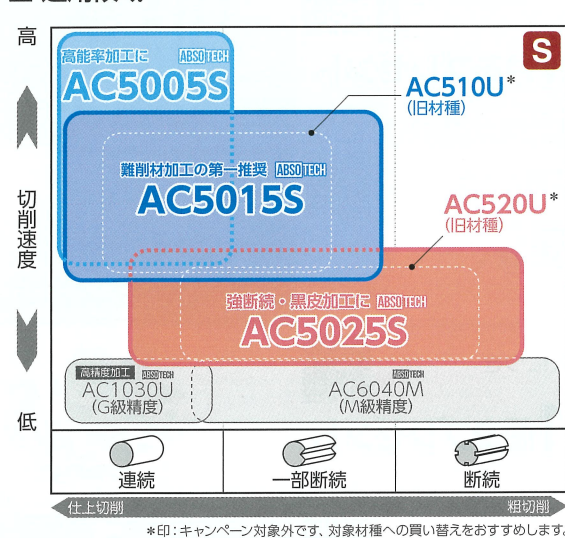 高
S
高能率加工に ABSOTECH
AC5005S
AC510U*
(旧材種)
難削材加工の第一推奨 ABSOTECH
AC5015S
切削速度
AC520U*
(旧材種)
強断続・黒皮加工に ABSOTECH
AC5025S
高精度加工 ABSOTECH
AC1030U
(G級精度)
ABSOTECH
AC6040M
(M級精度)
低
連続
一部断続
断続
仕上切削
粗切削
*印：キャンペーン対象外です、対象材種への買い替えをおすすめします。